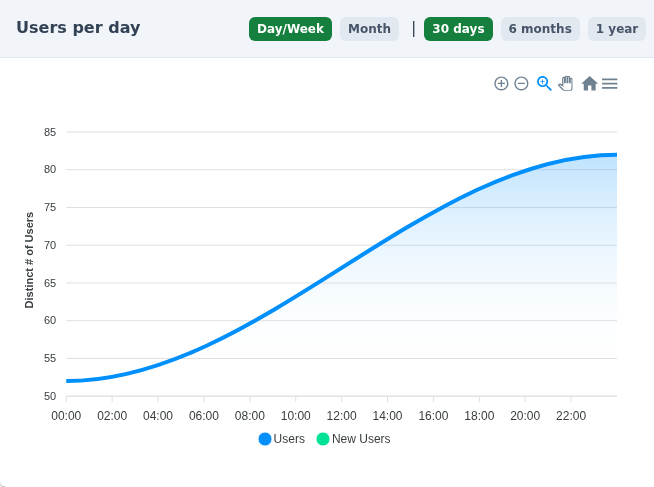 Users per day Day/Week Month | 30 days 6 months 1 year
85
80
75
70
65
60
55
50
Distinct # of Users
00:00 02:00 04:00 06:00 08:00 10:00 12:00 14:00 16:00 18:00 20:00 22:00
Users New Users